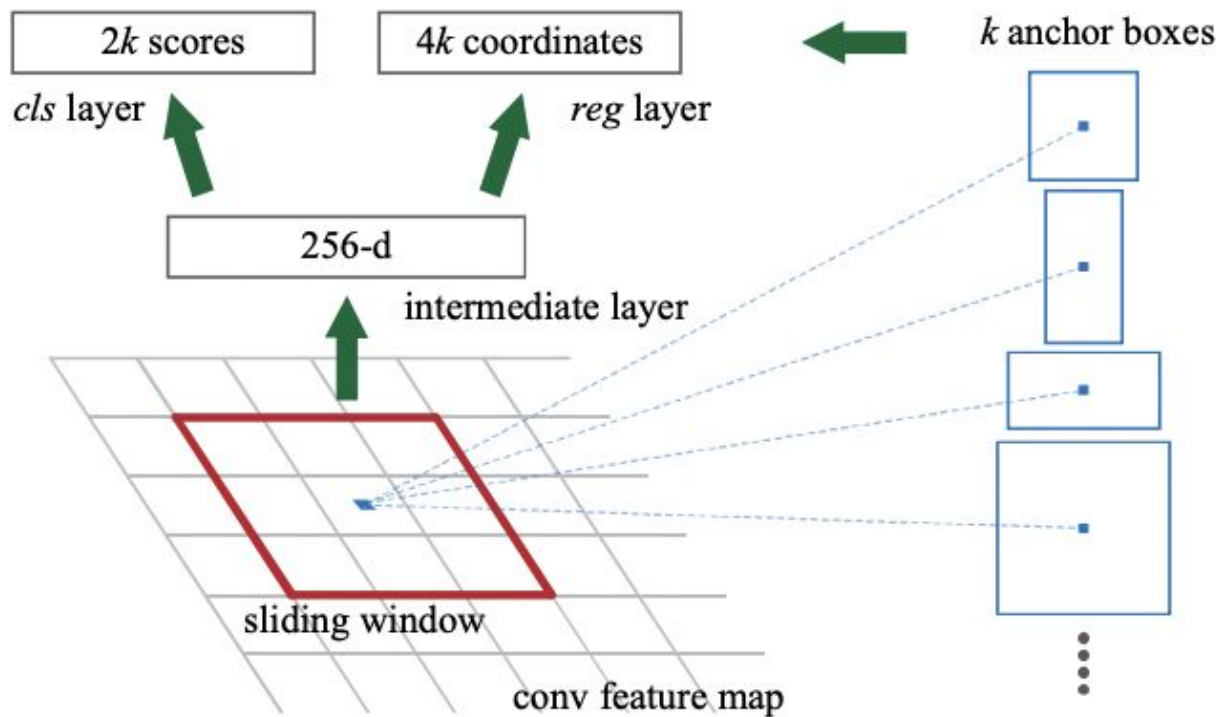 2k scores
4k coordinates
k anchor boxes
cls layer
reg layer
256-d
intermediate layer
sliding window
conv feature map